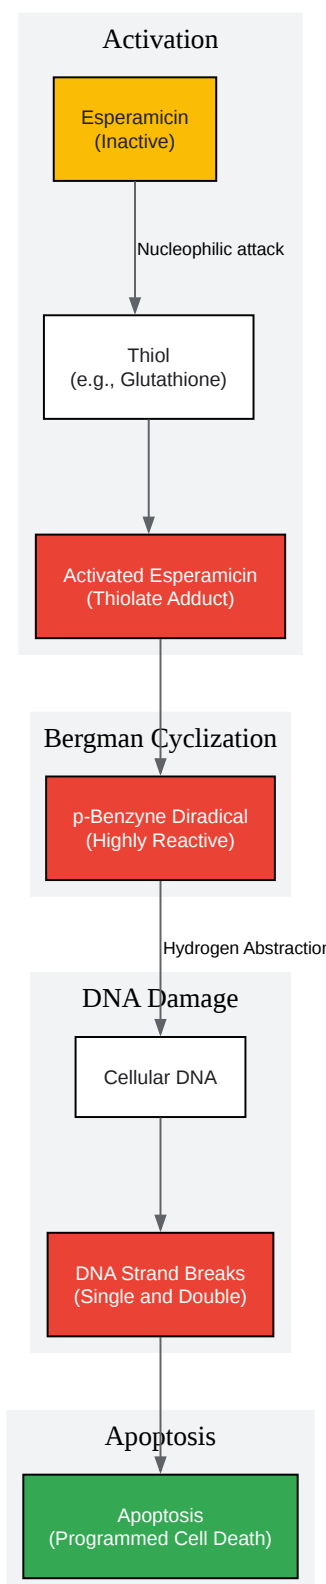 Activation
Esperamicin
(Inactive)
Nucleophilic attack
Thiol
(e.g., Glutathione)
Activated Esperamicin
(Thiolate Adduct)
Bergman Cyclization
p-Benzyne Diradical
(Highly Reactive)
Hydrogen Abstraction
DNA Damage
Cellular DNA
DNA Strand Breaks
(Single and Double)
Apoptosis
Apoptosis
(Programmed Cell Death)